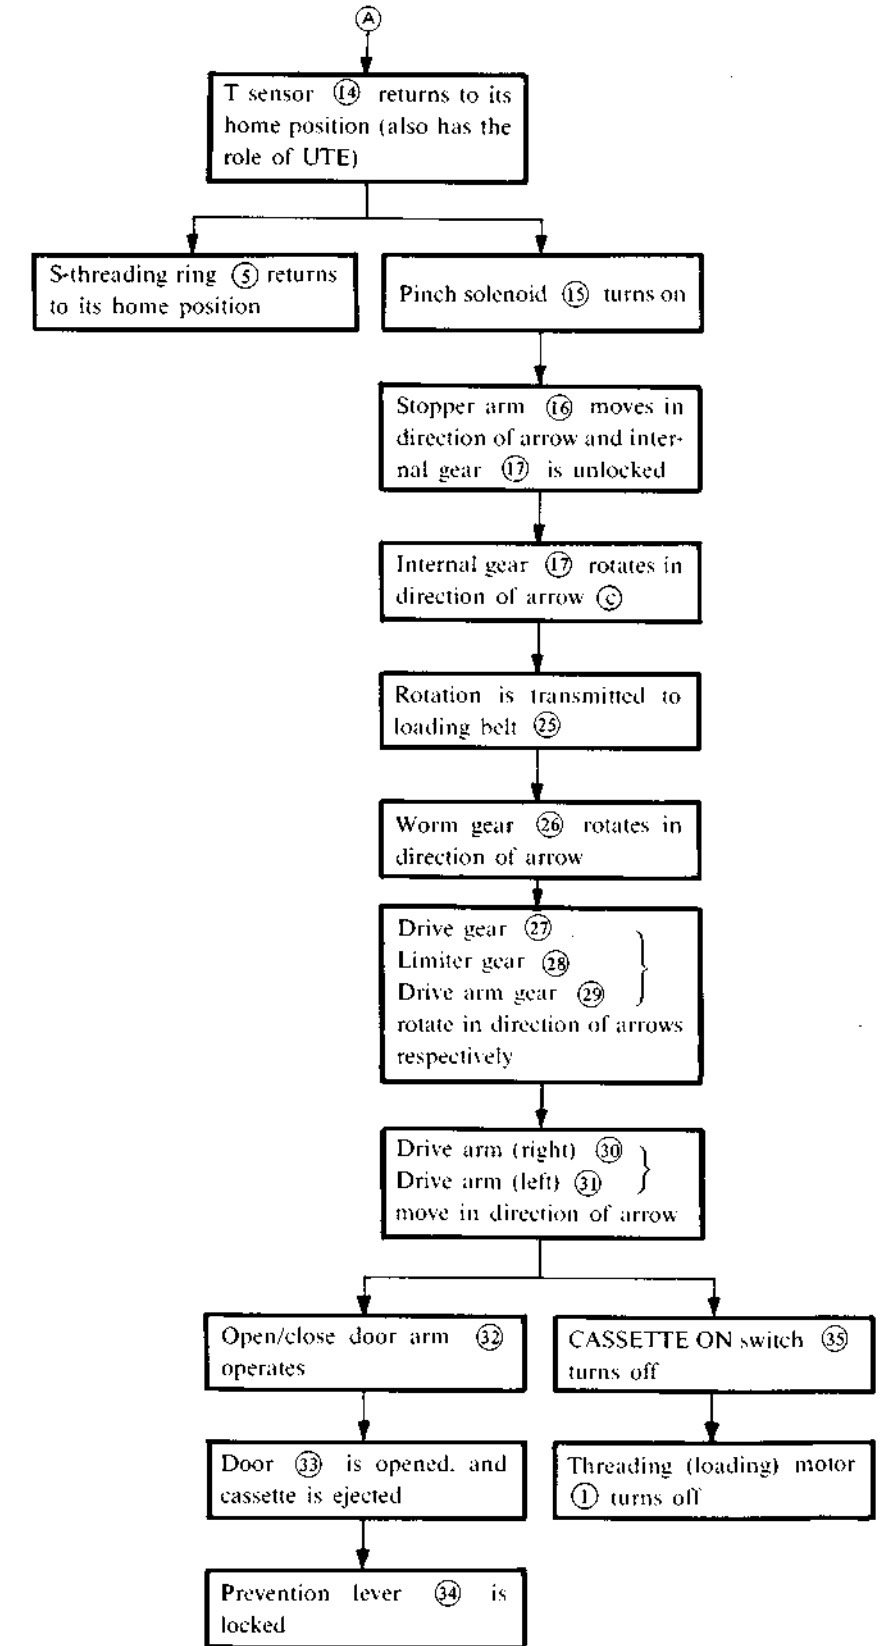 Ⓐ
T sensor ⑭ returns to its
home position (also has the
role of UTE)
S-threading ring ⑤ returns
to its home position
Pinch solenoid ⑮ turns on
Stopper arm ⑯ moves in
direction of arrow and inter-
nal gear ⑰ is unlocked
Internal gear ⑰ rotates in
direction of arrow ⓒ
Rotation is transmitted to
loading belt ㉕
Worm gear ㉖ rotates in
direction of arrow
Drive gear ㉗
Limiter gear ㉘
Drive arm gear ㉙
rotate in direction of arrows
respectively
Drive arm (right) ㉚
Drive arm (left) ㉛
move in direction of arrow
Open/close door arm ㉜
operates
CASSETTE ON switch ㉟
turns off
Door ㉝ is opened, and
cassette is ejected
Threading (loading) motor
① turns off
Prevention lever ㉞ is
locked